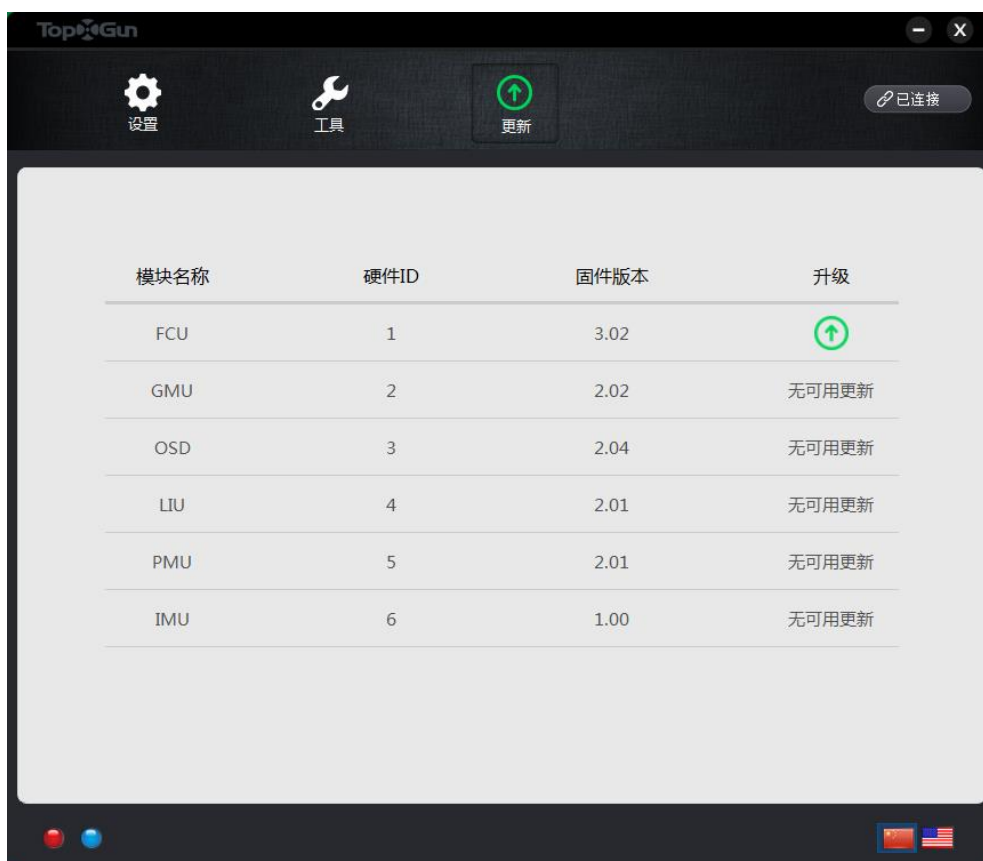 TopGun
设置 工具 更新 已连接
模块名称 硬件ID 固件版本 升级
FCU 1 3.02
GMU 2 2.02 无可用更新
OSD 3 2.04 无可用更新
LIU 4 2.01 无可用更新
PMU 5 2.01 无可用更新
IMU 6 1.00 无可用更新